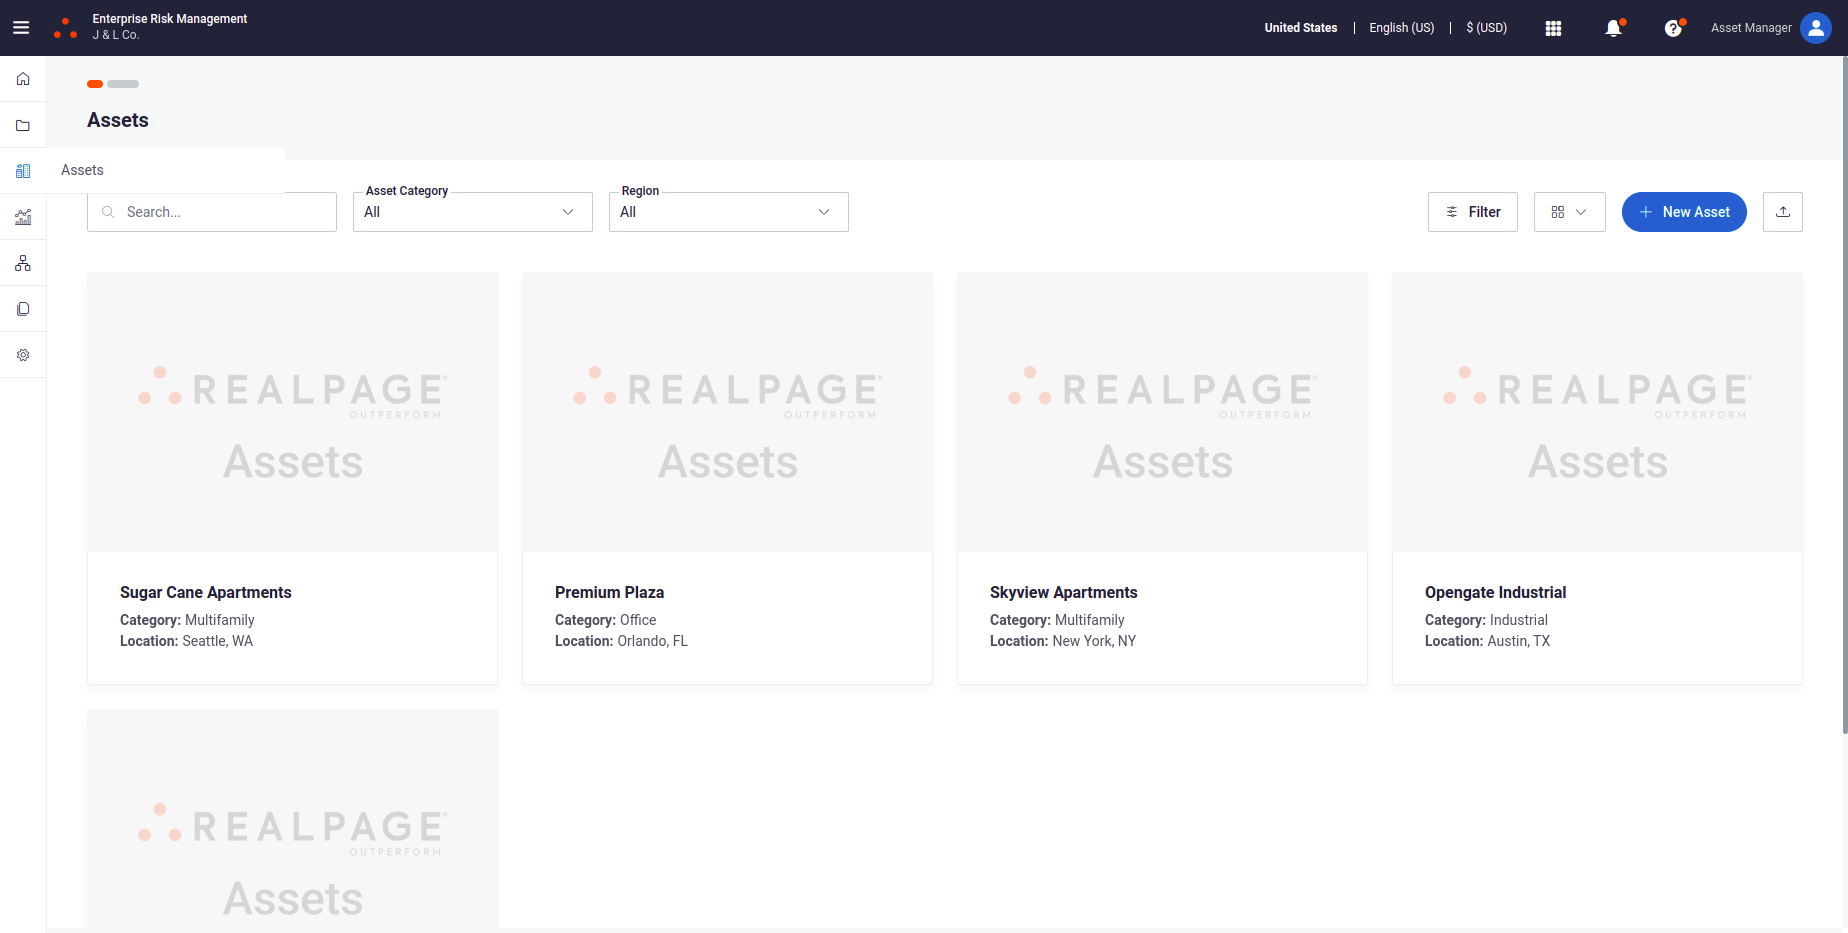 Enterprise Risk Management
J & L Co.
United States | English (US) | $ (USD)
Asset Manager
Assets
Assets
Search...
Asset Category
All
Region
All
Filter
New Asset
REALPAGE
OUTPERFORM
Assets
Sugar Cane Apartments
Category: Multifamily
Location: Seattle, WA
REALPAGE
OUTPERFORM
Assets
Premium Plaza
Category: Office
Location: Orlando, FL
REALPAGE
OUTPERFORM
Assets
Skyview Apartments
Category: Multifamily
Location: New York, NY
REALPAGE
OUTPERFORM
Assets
Opengate Industrial
Category: Industrial
Location: Austin, TX
REALPAGE
OUTPERFORM
Assets